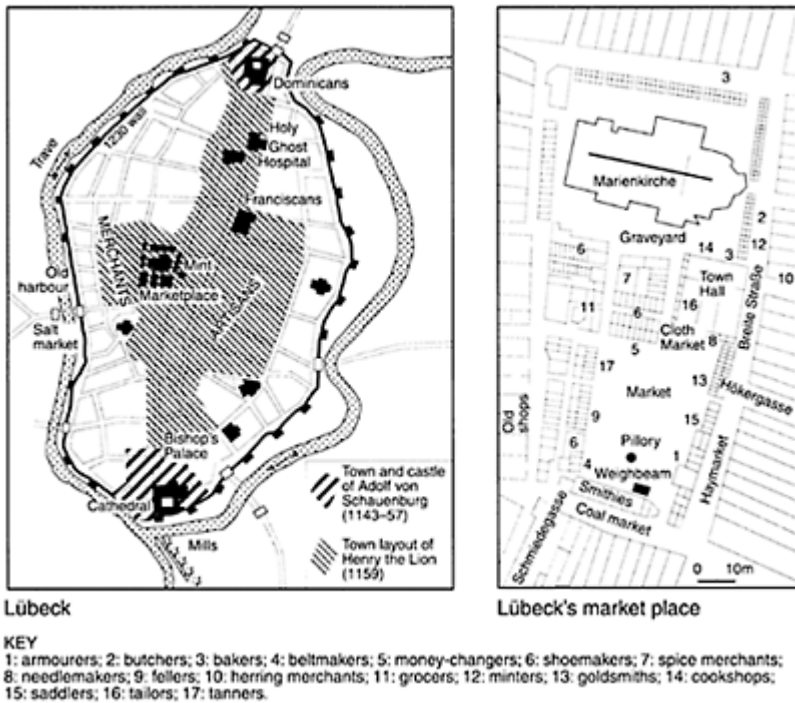 Dominicans
1230 wall
Trave
Holy
Ghost
Hospital
Franciscans
MERCHANTS
Mint
Marketplace
ARTISANS
Old
harbour
Salt
market
Bishop's
Palace
Cathedral
Mills
Town and castle
of Adolf von
Schauenburg
(1143–57)
Town layout of
Henry the Lion
(1159)
Lübeck
3
Marienkirche
Graveyard
2
12
14
3
10
6
7
Town
Hall
Breite Straße
16
11
6
Cloth
Market
8
5
17
Market
13
Hökergasse
Old
shops
9
15
Pillory
6
1
4
Weighbeam
Haymarket
Smithies
Coal market
Schmiedegasse
0 10m
Lübeck's market place
KEY
1: armourers; 2: butchers; 3: bakers; 4: beltmakers; 5: money-changers; 6: shoemakers; 7: spice merchants;
8: needlemakers; 9: fellers; 10: herring merchants; 11: grocers; 12: minters; 13: goldsmiths; 14: cookshops;
15: saddlers; 16: tailors; 17: tanners.